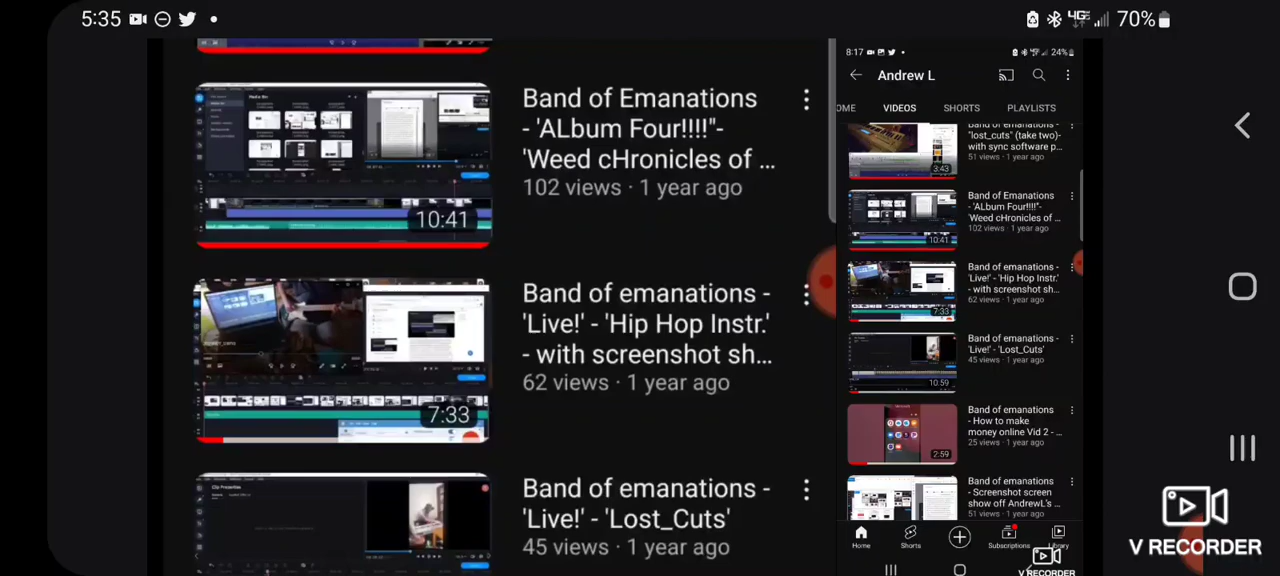 5:35
4G
70%
Band of Emanations
- 'ALbum Four!!!!"-
'Weed cHronicles of ...
102 views · 1 year ago
10:41
Band of emanations -
'Live!' - 'Hip Hop Instr.'
- with screenshot sh...
62 views · 1 year ago
7:33
Band of emanations -
'Live!' - 'Lost_Cuts'
45 views · 1 year ago
Clip Properties
8:17
24%
Andrew L
OME
VIDEOS
SHORTS
PLAYLISTS
Band of Emanations -
"lost_cuts" (take two)-
with sync software p...
51 views · 1 year ago
3:43
Band of Emanations
- 'ALbum Four!!!!"-
'Weed cHronicles of ...
102 views · 1 year ago
10:41
Band of emanations -
'Live!' - 'Hip Hop Instr.'
- with screenshot sh...
62 views · 1 year ago
7:33
Band of emanations -
'Live!' - 'Lost_Cuts'
45 views · 1 year ago
10:59
Band of emanations
- How to make
money online Vid 2 - ...
25 views · 1 year ago
2:59
Band of emanations
- Screenshot screen
show off AndrewL's ...
51 views · 1 year ago
Home
Shorts
Subscriptions
Library
V RECORDER
V RECORDER